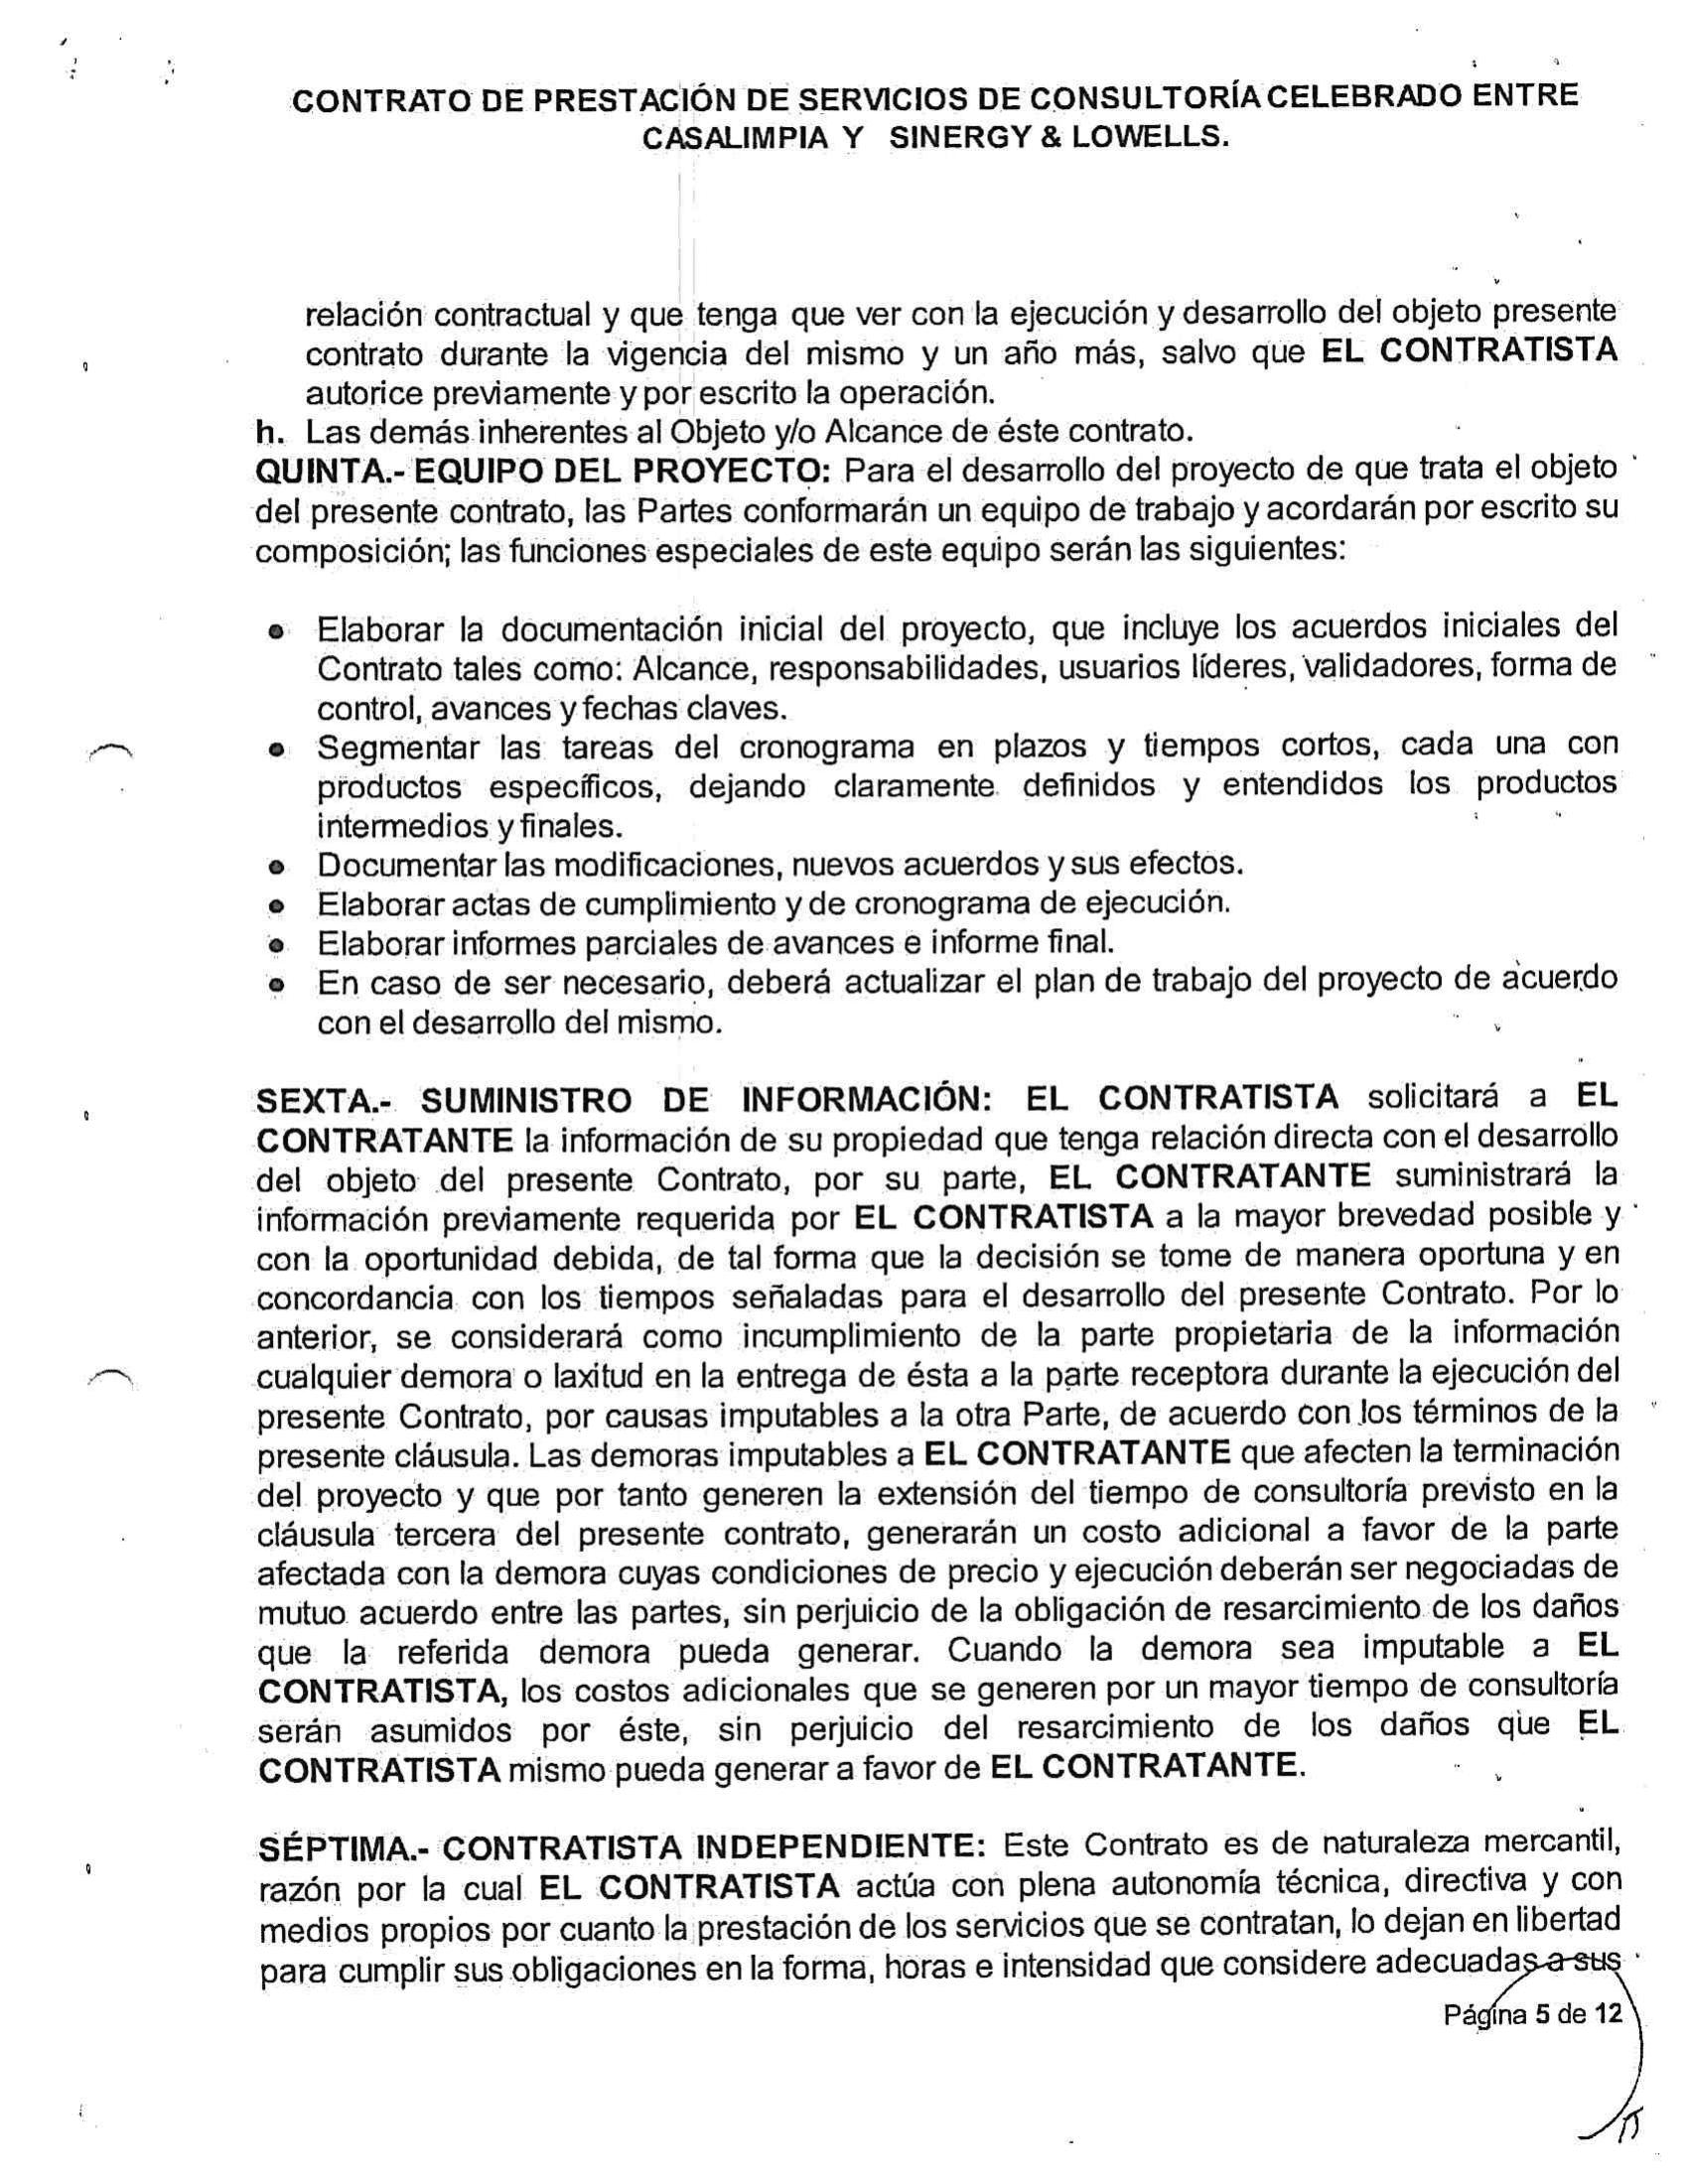 CONTRATO DE PRESTACIÓN DE SERVICIOS DE CONSULTORÍA CELEBRADO ENTRE
CASALIMPIA Y SINERGY & LOWELLS.
relación contractual y que tenga que ver con la ejecución y desarrollo del objeto presente
contrato durante la vigencia del mismo y un año más, salvo que EL CONTRATISTA
autorice previamente y por escrito la operación.
h. Las demás inherentes al Objeto y/o Alcance de éste contrato.
QUINTA.- EQUIPO DEL PROYECTO: Para el desarrollo del proyecto de que trata el objeto
del presente contrato, las Partes conformarán un equipo de trabajo y acordarán por escrito su
composición; las funciones especiales de este equipo serán las siguientes:
• Elaborar la documentación inicial del proyecto, que incluye los acuerdos iniciales del
Contrato tales como: Alcance, responsabilidades, usuarios líderes, validadores, forma de
control, avances y fechas claves.
• Segmentar las tareas del cronograma en plazos y tiempos cortos, cada una con
productos específicos, dejando claramente definidos y entendidos los productos
intermedios y finales.
• Documentar las modificaciones, nuevos acuerdos y sus efectos.
• Elaborar actas de cumplimiento y de cronograma de ejecución.
• Elaborar informes parciales de avances e informe final.
• En caso de ser necesario, deberá actualizar el plan de trabajo del proyecto de acuerdo
con el desarrollo del mismo.
SEXTA.- SUMINISTRO DE INFORMACIÓN: EL CONTRATISTA solicitará a EL
CONTRATANTE la información de su propiedad que tenga relación directa con el desarrollo
del objeto del presente Contrato, por su parte, EL CONTRATANTE suministrará la
información previamente requerida por EL CONTRATISTA a la mayor brevedad posible y
con la oportunidad debida, de tal forma que la decisión se tome de manera oportuna y en
concordancia con los tiempos señaladas para el desarrollo del presente Contrato. Por lo
anterior, se considerará como incumplimiento de la parte propietaria de la información
cualquier demora o laxitud en la entrega de ésta a la parte receptora durante la ejecución del
presente Contrato, por causas imputables a la otra Parte, de acuerdo con los términos de la
presente cláusula. Las demoras imputables a EL CONTRATANTE que afecten la terminación
del proyecto y que por tanto generen la extensión del tiempo de consultoría previsto en la
cláusula tercera del presente contrato, generarán un costo adicional a favor de la parte
afectada con la demora cuyas condiciones de precio y ejecución deberán ser negociadas de
mutuo acuerdo entre las partes, sin perjuicio de la obligación de resarcimiento de los daños
que la referida demora pueda generar. Cuando la demora sea imputable a EL
CONTRATISTA, los costos adicionales que se generen por un mayor tiempo de consultoría
serán asumidos por éste, sin perjuicio del resarcimiento de los daños que EL
CONTRATISTA mismo pueda generar a favor de EL CONTRATANTE.
SÉPTIMA.- CONTRATISTA INDEPENDIENTE: Este Contrato es de naturaleza mercantil,
razón por la cual EL CONTRATISTA actúa con plena autonomía técnica, directiva y con
medios propios por cuanto la prestación de los servicios que se contratan, lo dejan en libertad
para cumplir sus obligaciones en la forma, horas e intensidad que considere adecuadas a sus
Página 5 de 12